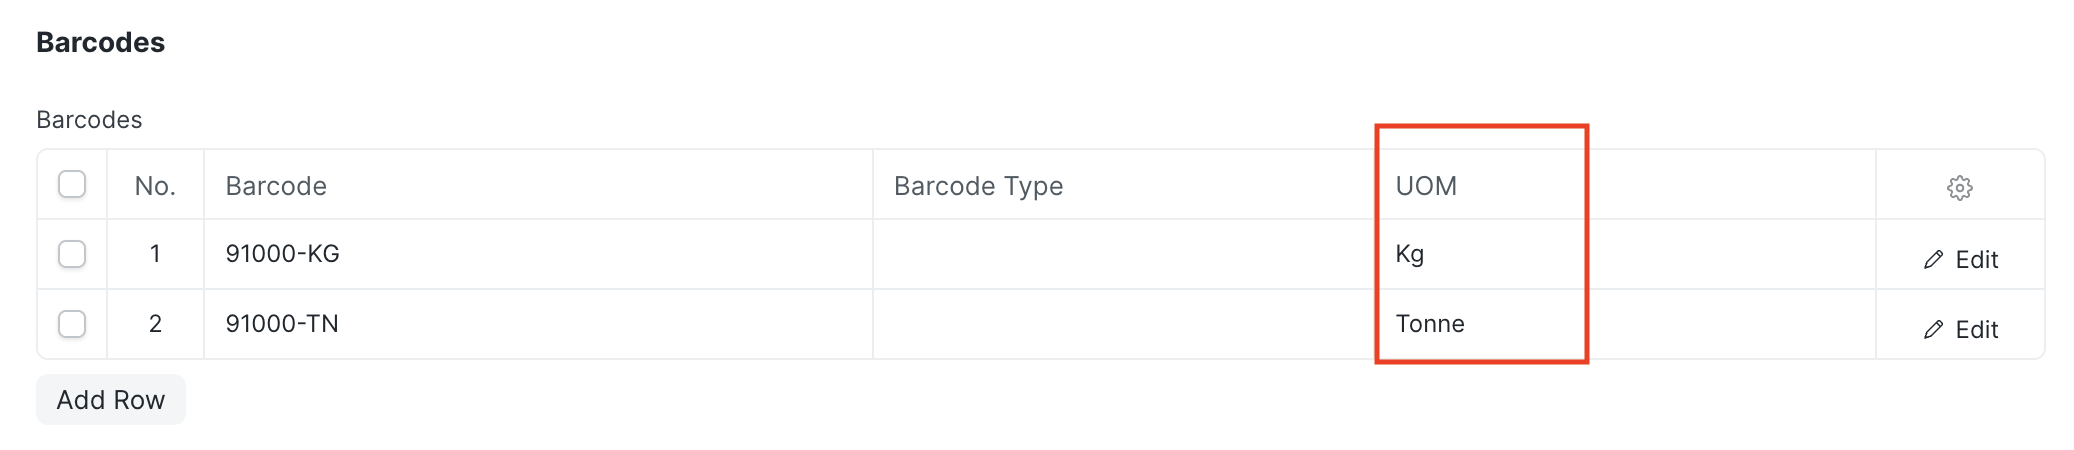 Barcodes
Barcodes
No. Barcode Barcode Type UOM
1 91000-KG Kg Edit
2 91000-TN Tonne Edit
Add Row